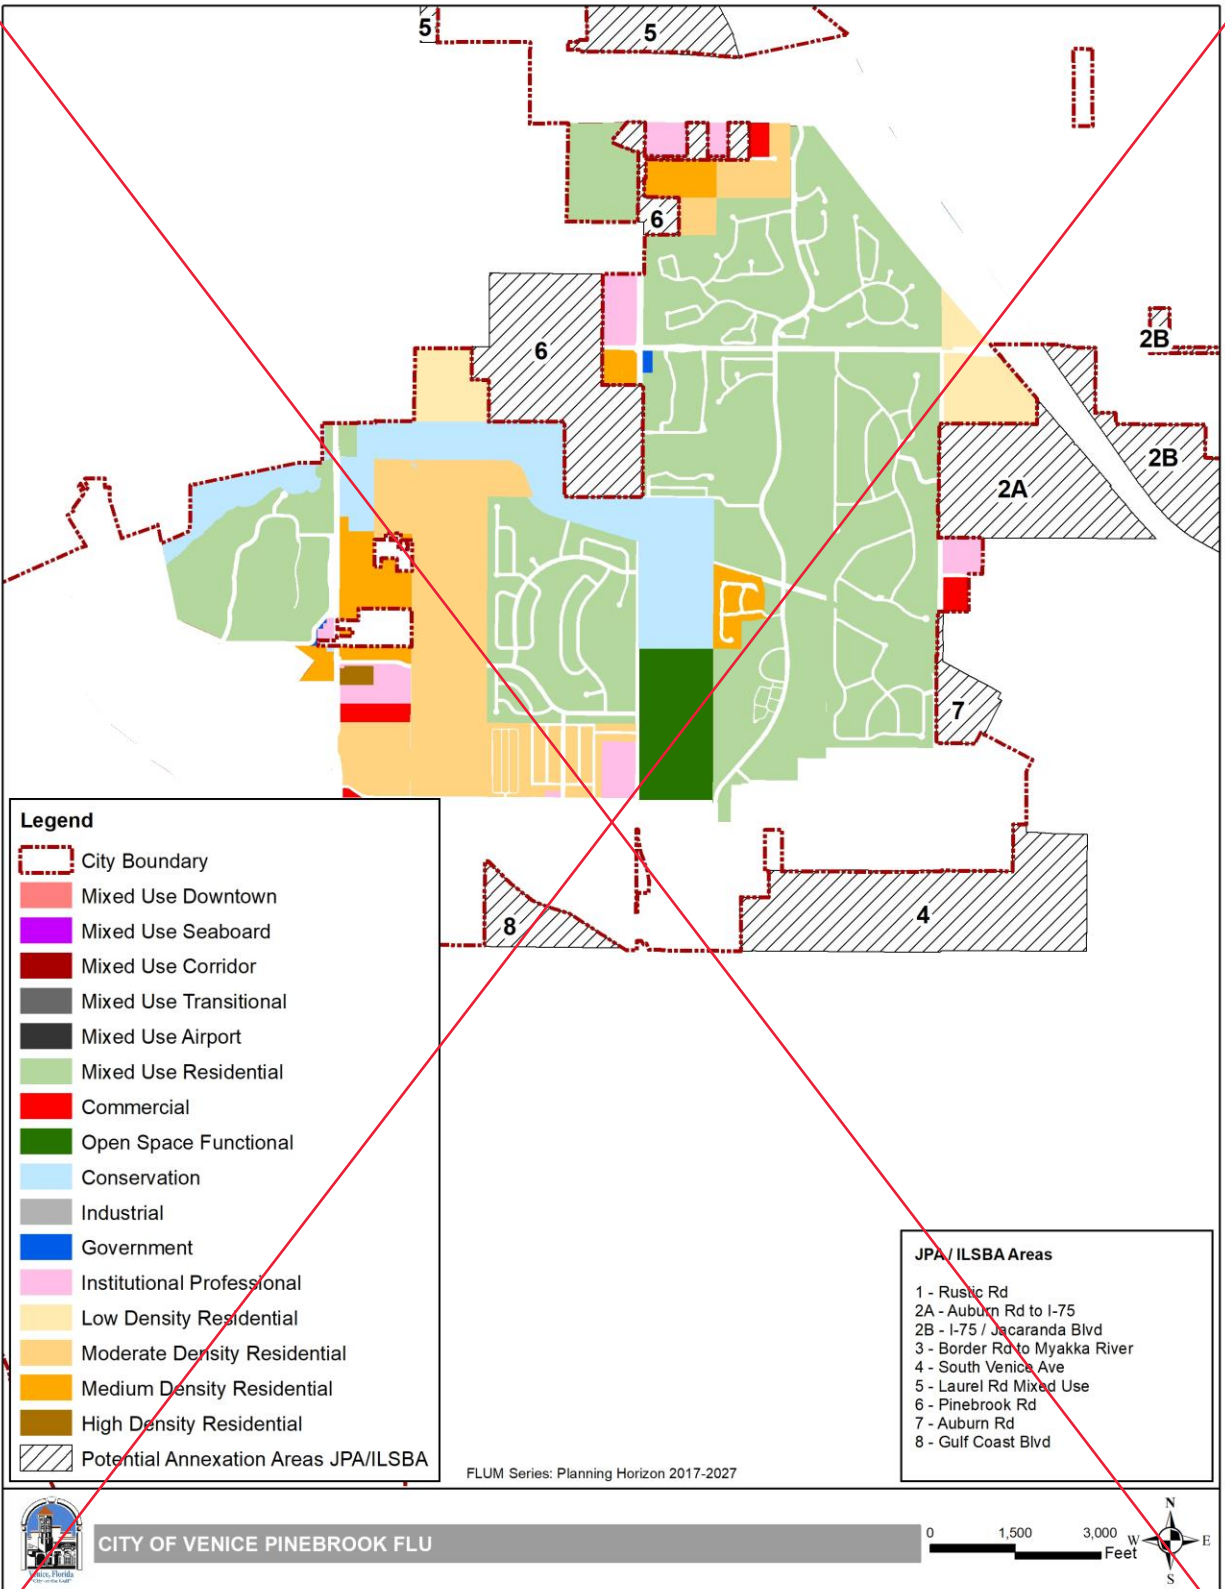 5
5
6
6
2B
2B
2A
7
4
8
Legend
City Boundary
Mixed Use Downtown
Mixed Use Seaboard
Mixed Use Corridor
Mixed Use Transitional
Mixed Use Airport
Mixed Use Residential
Commercial
Open Space Functional
Conservation
Industrial
Government
Institutional Professional
Low Density Residential
Moderate Density Residential
Medium Density Residential
High Density Residential
Potential Annexation Areas JPA/ILSBA
JPA / ILSBA Areas
1 - Rustic Rd
2A - Auburn Rd to I-75
2B - I-75 / Jacaranda Blvd
3 - Border Rd to Myakka River
4 - South Venice Ave
5 - Laurel Rd Mixed Use
6 - Pinebrook Rd
7 - Auburn Rd
8 - Gulf Coast Blvd
FLUM Series: Planning Horizon 2017-2027
Venice, Florida
CITY OF VENICE PINEBROOK FLU
0 1,500 3,000
Feet
N
W E
S